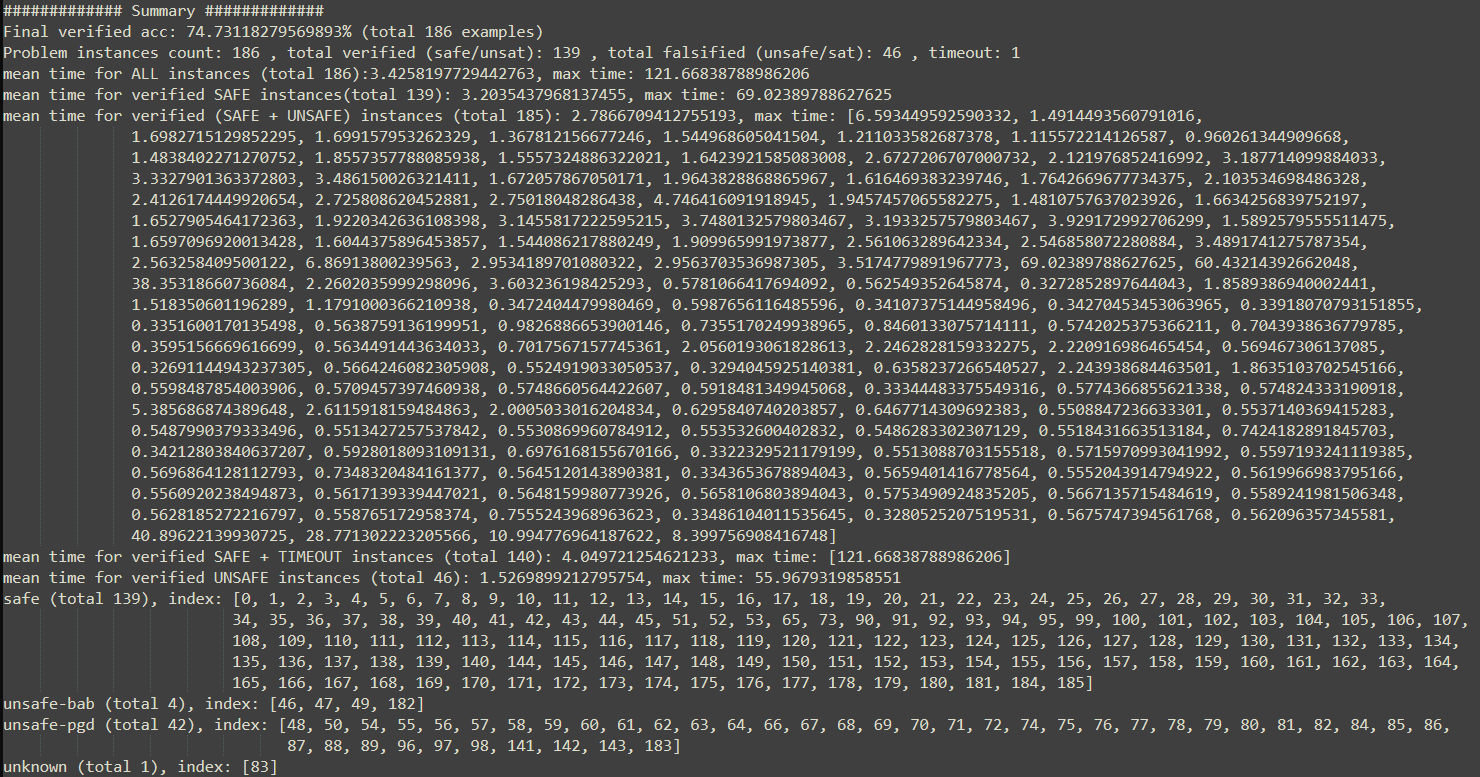 ############# Summary #############
Final verified acc: 74.73118279569893% (total 186 examples)
Problem instances count: 186 , total verified (safe/unsat): 139 , total falsified (unsafe/sat): 46 , timeout: 1
mean time for ALL instances (total 186):3.4258197729442763, max time: 121.66838788986206
mean time for verified SAFE instances(total 139): 3.2035437968137455, max time: 69.02389788627625
mean time for verified (SAFE + UNSAFE) instances (total 185): 2.7866709412755193, max time: [6.593449592590332, 1.4914493560791016,
1.6982715129852295, 1.699157953262329, 1.367812156677246, 1.544968605041504, 1.211033582687378, 1.115572214126587, 0.960261344909668,
1.4838402271270752, 1.8557357788085938, 1.5557324886322021, 1.6423921585083008, 2.6727206707000732, 2.121976852416992, 3.187714099884033,
3.3327901363372803, 3.486150026321411, 1.672057867050171, 1.9643828868865967, 1.616469383239746, 1.7642669677734375, 2.103534698486328,
2.4126174449920654, 2.725808620452881, 2.75018048286438, 4.746416091918945, 1.9457457065582275, 1.4810757637023926, 1.6634256839752197,
1.6527905464172363, 1.9220342636108398, 3.1455817222595215, 3.7480132579803467, 3.1933257579803467, 3.929172992706299, 1.5892579555511475,
1.6597096920013428, 1.6044375896453857, 1.544086217880249, 1.909965991973877, 2.561063289642334, 2.546858072280884, 3.4891741275787354,
2.563258409500122, 6.86913800239563, 2.9534189701080322, 2.9563703536987305, 3.5174779891967773, 69.02389788627625, 60.43214392662048,
38.35318660736084, 2.2602035999298096, 3.603236198425293, 0.5781066417694092, 0.562549352645874, 0.3272852897644043, 1.8589386940002441,
1.518350601196289, 1.1791000366210938, 0.3472404479980469, 0.5987656116485596, 0.34107375144958496, 0.34270453453063965, 0.33918070793151855,
0.3351600170135498, 0.5638759136199951, 0.9826886653900146, 0.7355170249938965, 0.8460133075714111, 0.5742025375366211, 0.7043938636779785,
0.3595156669616699, 0.5634491443634033, 0.7017567157745361, 2.0560193061828613, 2.2462828159332275, 2.220916986465454, 0.569467306137085,
0.32691144943237305, 0.5664246082305908, 0.5524919033050537, 0.3294045925140381, 0.6358237266540527, 2.243938684463501, 1.8635103702545166,
0.5598487854003906, 0.5709457397460938, 0.5748660564422607, 0.5918481349945068, 0.33344483375549316, 0.5774366855621338, 0.574824333190918,
5.385686874389648, 2.6115918159484863, 2.0005033016204834, 0.6295840740203857, 0.6467714309692383, 0.5508847236633301, 0.5537140369415283,
0.5487990379333496, 0.5513427257537842, 0.5530869960784912, 0.553532600402832, 0.5486283302307129, 0.5518431663513184, 0.7424182891845703,
0.34212803840637207, 0.5928018093109131, 0.6976168155670166, 0.3322329521179199, 0.5513088703155518, 0.5715970993041992, 0.5597193241119385,
0.5696864128112793, 0.7348320484161377, 0.5645120143890381, 0.3343653678894043, 0.5659401416778564, 0.5552043914794922, 0.5619966983795166,
0.5560920238494873, 0.5617139339447021, 0.5648159980773926, 0.5658106803894043, 0.5753490924835205, 0.5667135715484619, 0.5589241981506348,
0.5628185272216797, 0.558765172958374, 0.7555243968963623, 0.33486104011535645, 0.3280525207519531, 0.5675747394561768, 0.562096357345581,
40.89622139930725, 28.771302223205566, 10.994776964187622, 8.399756908416748]
mean time for verified SAFE + TIMEOUT instances (total 140): 4.049721254621233, max time: [121.66838788986206]
mean time for verified UNSAFE instances (total 46): 1.5269899212795754, max time: 55.9679319858551
safe (total 139), index: [0, 1, 2, 3, 4, 5, 6, 7, 8, 9, 10, 11, 12, 13, 14, 15, 16, 17, 18, 19, 20, 21, 22, 23, 24, 25, 26, 27, 28, 29, 30, 31, 32, 33,
34, 35, 36, 37, 38, 39, 40, 41, 42, 43, 44, 45, 51, 52, 53, 65, 73, 90, 91, 92, 93, 94, 95, 99, 100, 101, 102, 103, 104, 105, 106, 107,
108, 109, 110, 111, 112, 113, 114, 115, 116, 117, 118, 119, 120, 121, 122, 123, 124, 125, 126, 127, 128, 129, 130, 131, 132, 133, 134,
135, 136, 137, 138, 139, 140, 144, 145, 146, 147, 148, 149, 150, 151, 152, 153, 154, 155, 156, 157, 158, 159, 160, 161, 162, 163, 164,
165, 166, 167, 168, 169, 170, 171, 172, 173, 174, 175, 176, 177, 178, 179, 180, 181, 184, 185]
unsafe-bab (total 4), index: [46, 47, 49, 182]
unsafe-pgd (total 42), index: [48, 50, 54, 55, 56, 57, 58, 59, 60, 61, 62, 63, 64, 66, 67, 68, 69, 70, 71, 72, 74, 75, 76, 77, 78, 79, 80, 81, 82, 84, 85, 86,
87, 88, 89, 96, 97, 98, 141, 142, 143, 183]
unknown (total 1), index: [83]